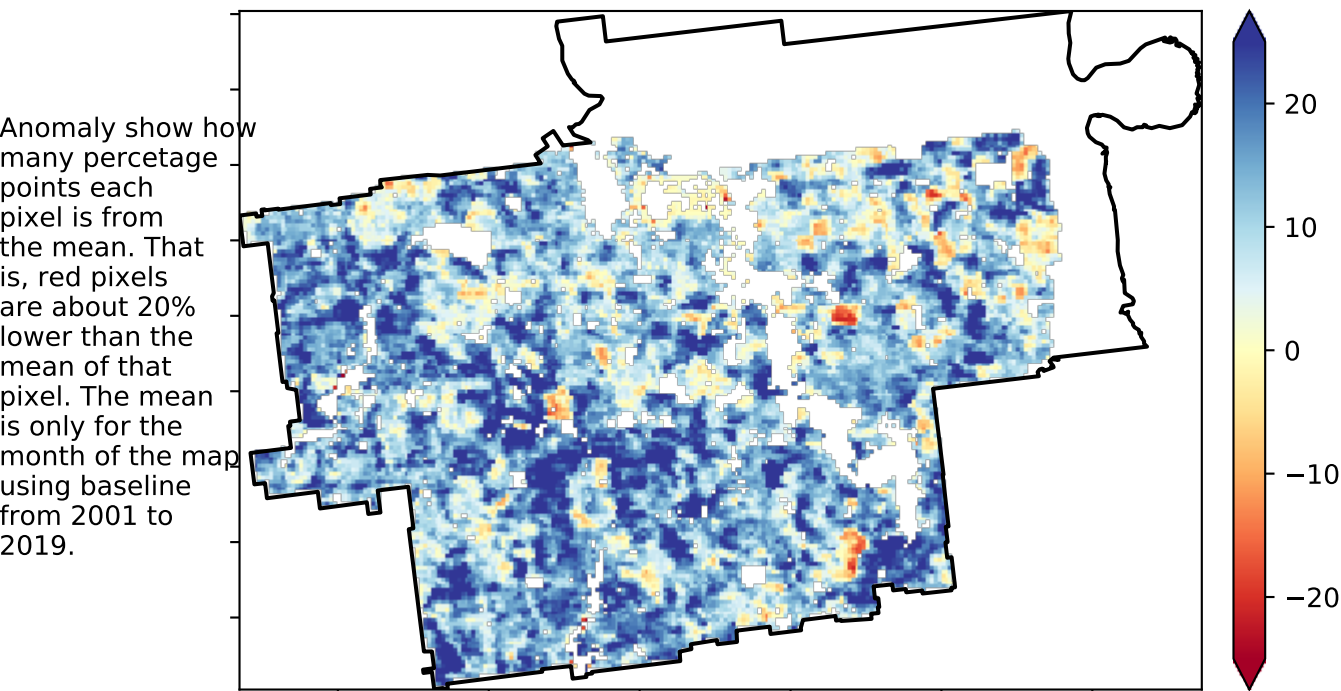 Anomaly show how
many percetage
points each
pixel is from
the mean. That
is, red pixels
are about 20%
lower than the
mean of that
pixel. The mean
is only for the
month of the map
using baseline
from 2001 to
2019.
20
10
0
−10
−20